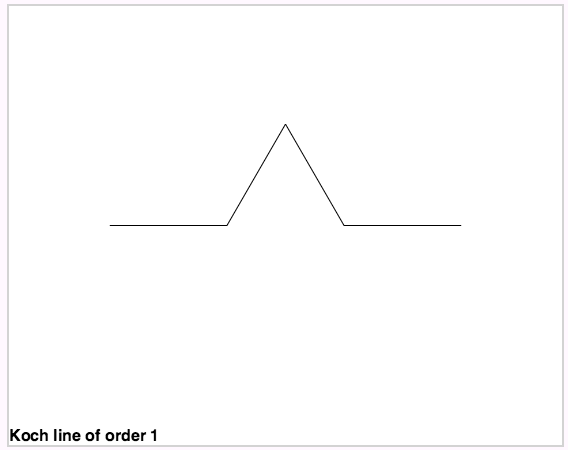 Koch line of order 1